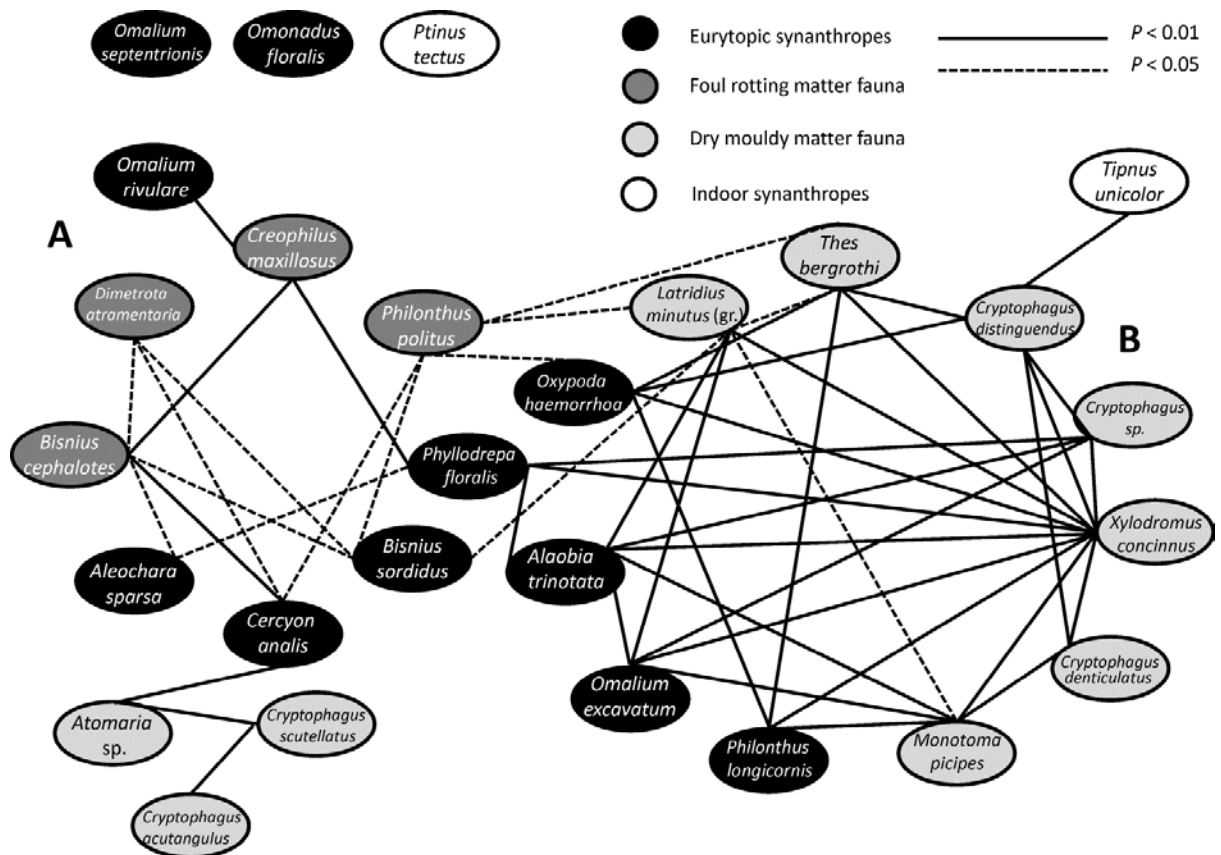 Omalium
septentrionis
Omonadus
floralis
Ptinus
tectus
Eurytopic synanthropes
P < 0.01
P < 0.05
Foul rotting matter fauna
Dry mouldy matter fauna
Indoor synanthropes
Omalium
rivulare
Tipnus
unicolor
A
Creophilus
maxillosus
Thes
bergrothi
Dimetrota
atramentaria
Philonthus
politus
Latridius
minutus (gr.)
Cryptophagus
distinguendus
B
Oxypoda
haemorrhoa
Cryptophagus
sp.
Bisnius
cephalotes
Phyllodrepa
floralis
Xylodromus
concinnus
Bisnius
sordidus
Alaobia
trinotata
Aleochara
sparsa
Cercyon
analis
Cryptophagus
denticulatus
Omalium
excavatum
Atomaria
sp.
Cryptophagus
scutellatus
Philonthus
longicornis
Monotoma
picipes
Cryptophagus
acutangulus